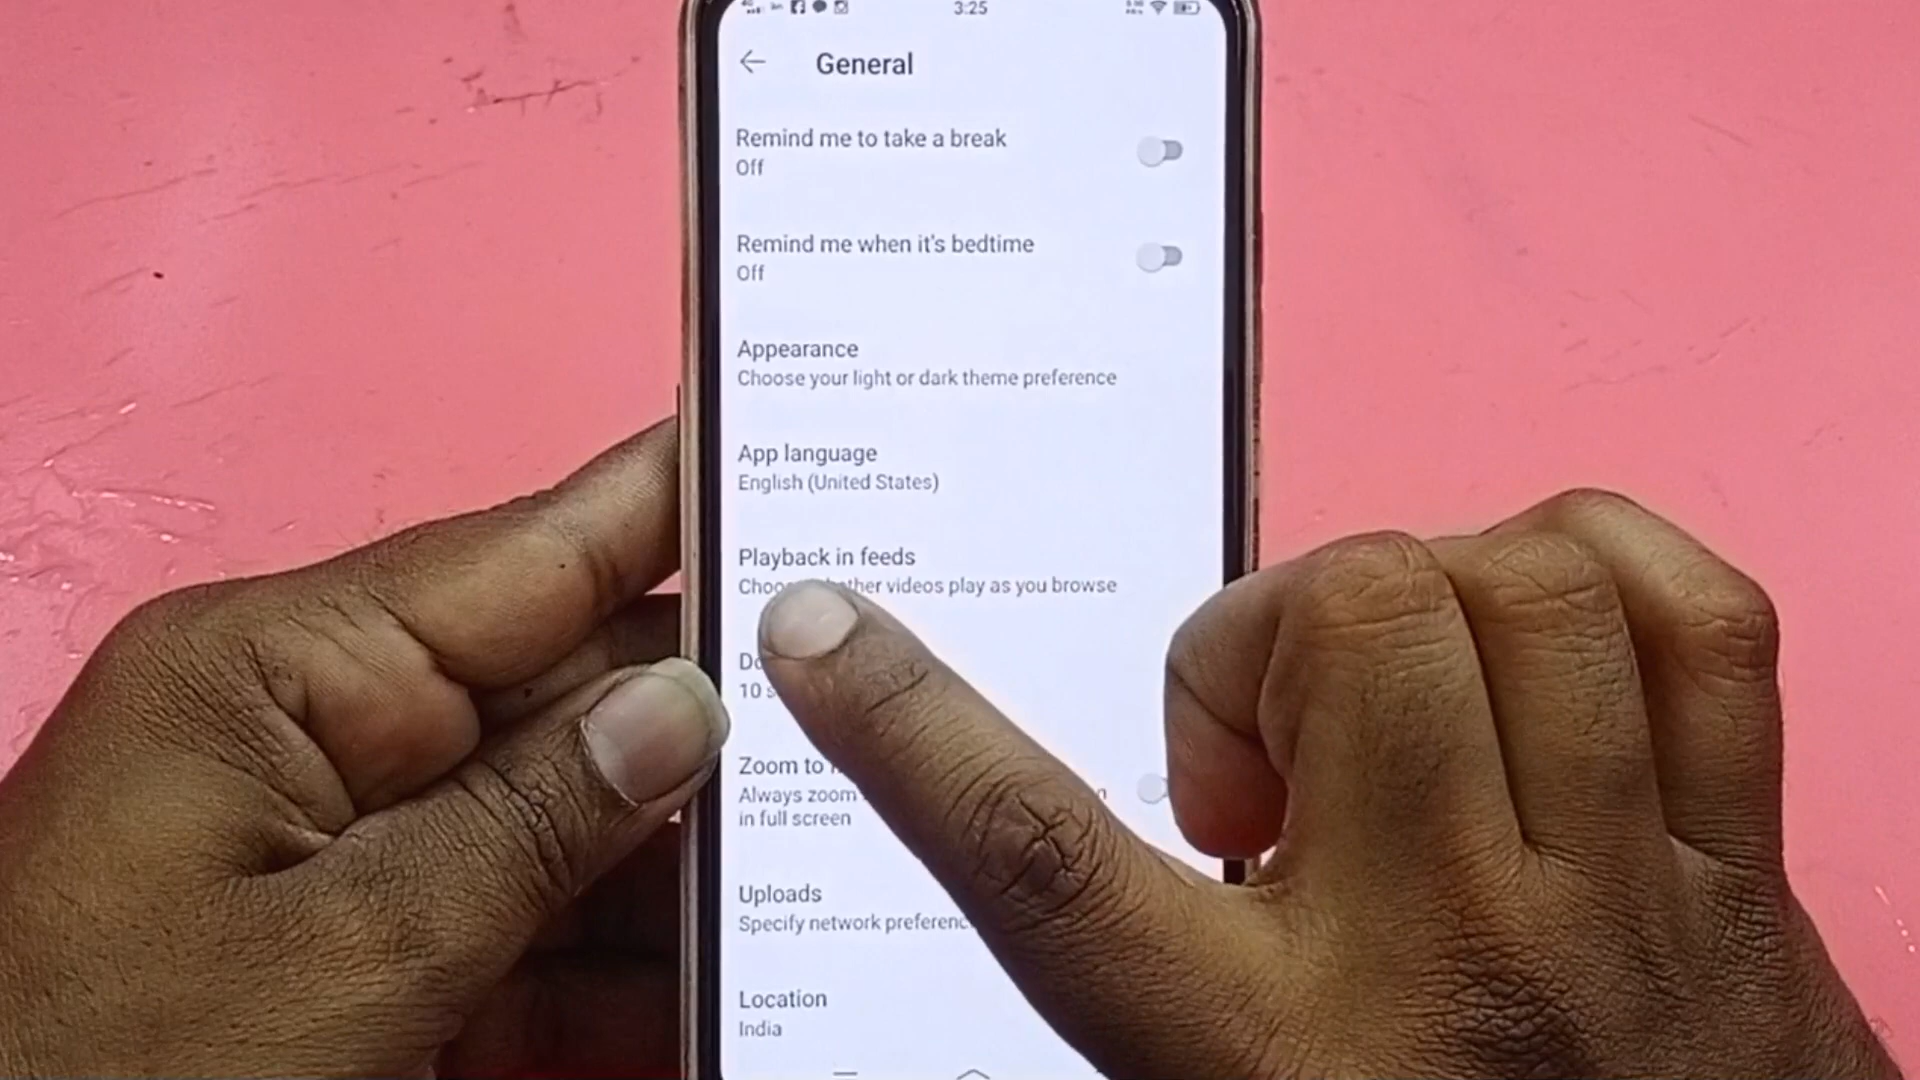 3:25
General
Remind me to take a break
Off
Remind me when it's bedtime
Off
Appearance
Choose your light or dark theme preference
App language
English (United States)
Playback in feeds
videos play as you browse
10
Zoom to
Always zoom
in full screen
Uploads
Specify network
Location
India